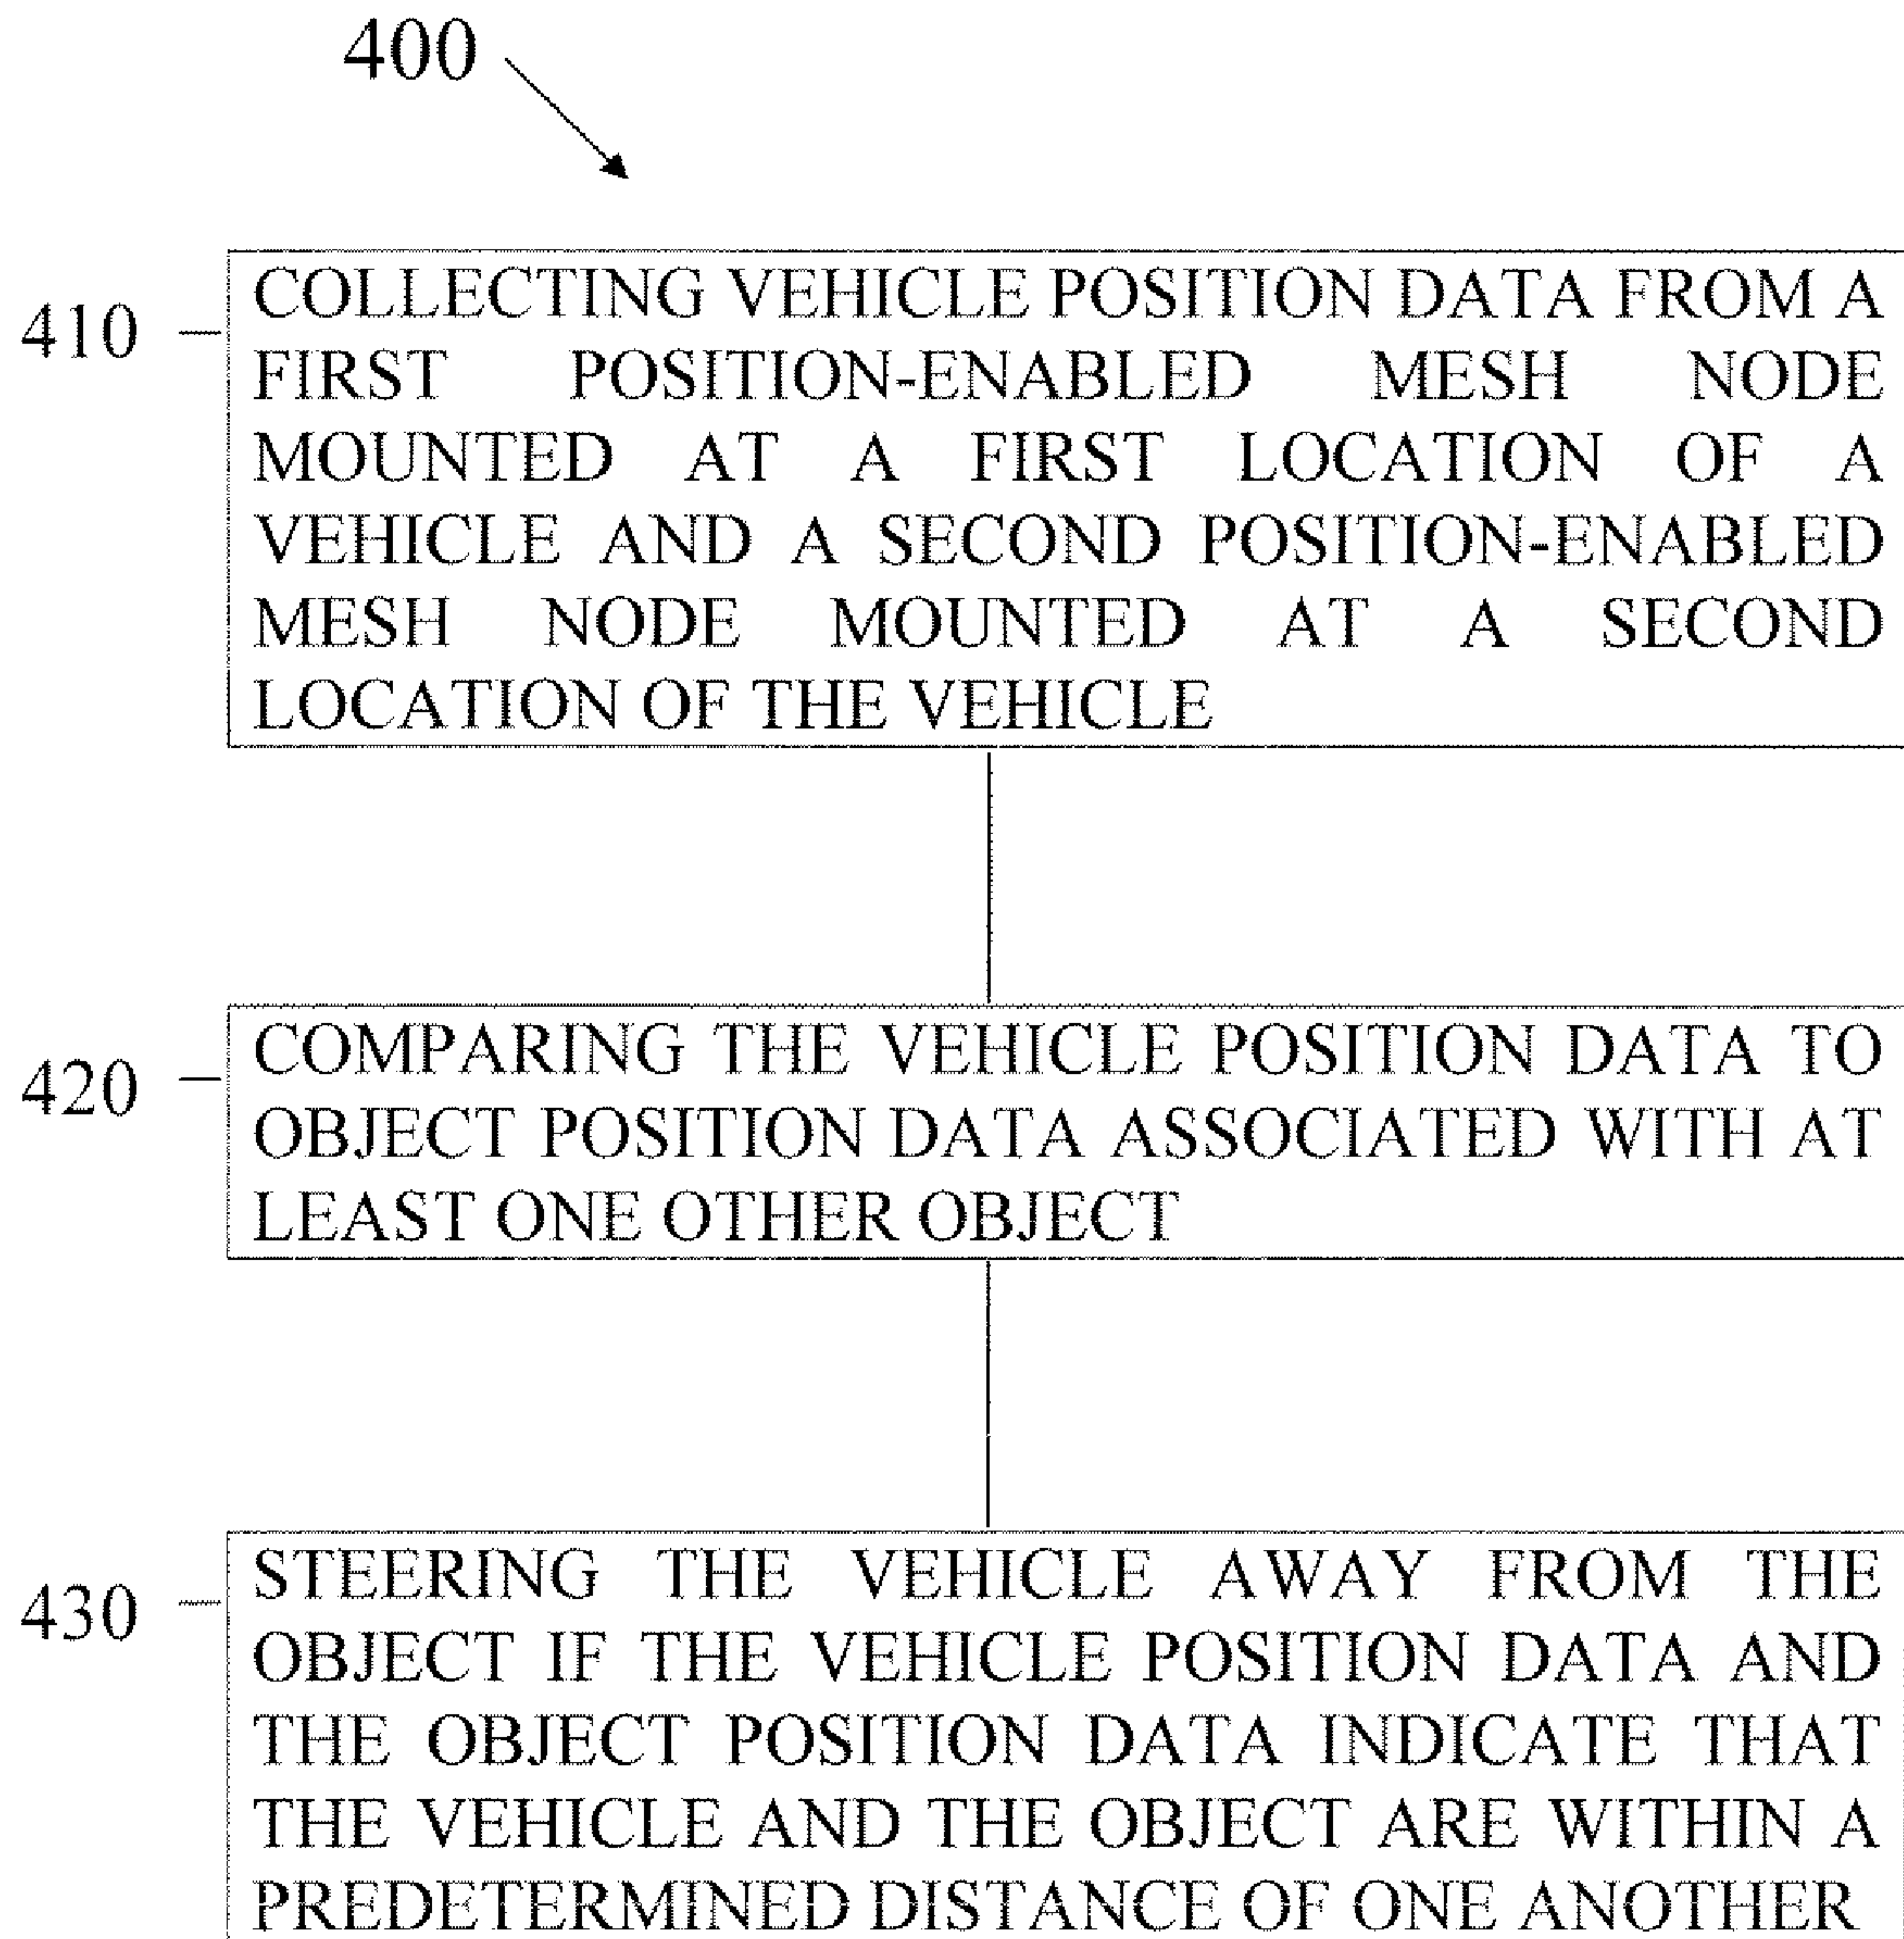 400
410
COLLECTING VEHICLE POSITION DATA FROM A
FIRST POSITION-ENABLED MESH NODE
MOUNTED AT A FIRST LOCATION OF A
VEHICLE AND A SECOND POSITION-ENABLED
MESH NODE MOUNTED AT A SECOND
LOCATION OF THE VEHICLE
420
COMPARING THE VEHICLE POSITION DATA TO
OBJECT POSITION DATA ASSOCIATED WITH AT
LEAST ONE OTHER OBJECT
430
STEERING THE VEHICLE AWAY FROM THE
OBJECT IF THE VEHICLE POSITION DATA AND
THE OBJECT POSITION DATA INDICATE THAT
THE VEHICLE AND THE OBJECT ARE WITHIN A
PREDETERMINED DISTANCE OF ONE ANOTHER